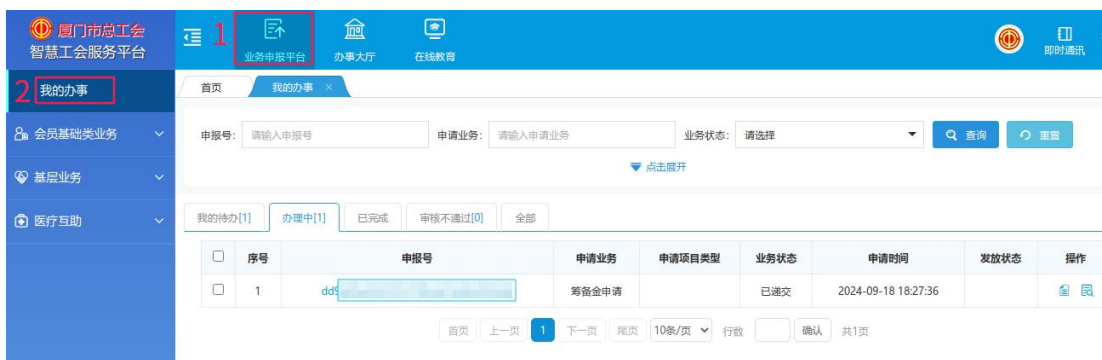 厦门市总工会
智慧工会服务平台
1
业务申报平台
办事大厅
在线教育
即时通讯
2
我的办事
会员基础类业务
基层业务
医疗互助
首页 我的办事 ×
申报号: 请输入申报号 申请业务: 请输入申请业务 业务状态: 请选择 查询 重置
点击展开
我的待办[1] 办理中[1] 已完成 审核不通过[0] 全部
序号 申报号 申请业务 申请项目类型 业务状态 申请时间 发放状态 操作
1 dd9 筹备金申请 已递交 2024-09-18 18:27:36
首页 上一页 1 下一页 尾页 10条/页 行数 确认 共1页